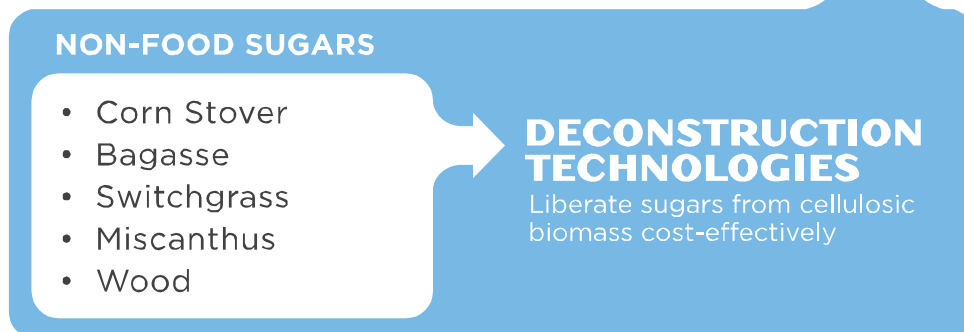 NON-FOOD SUGARS
• Corn Stover
• Bagasse
• Switchgrass
• Miscanthus
• Wood
DECONSTRUCTION
TECHNOLOGIES
Liberate sugars from cellulosic
biomass cost-effectively